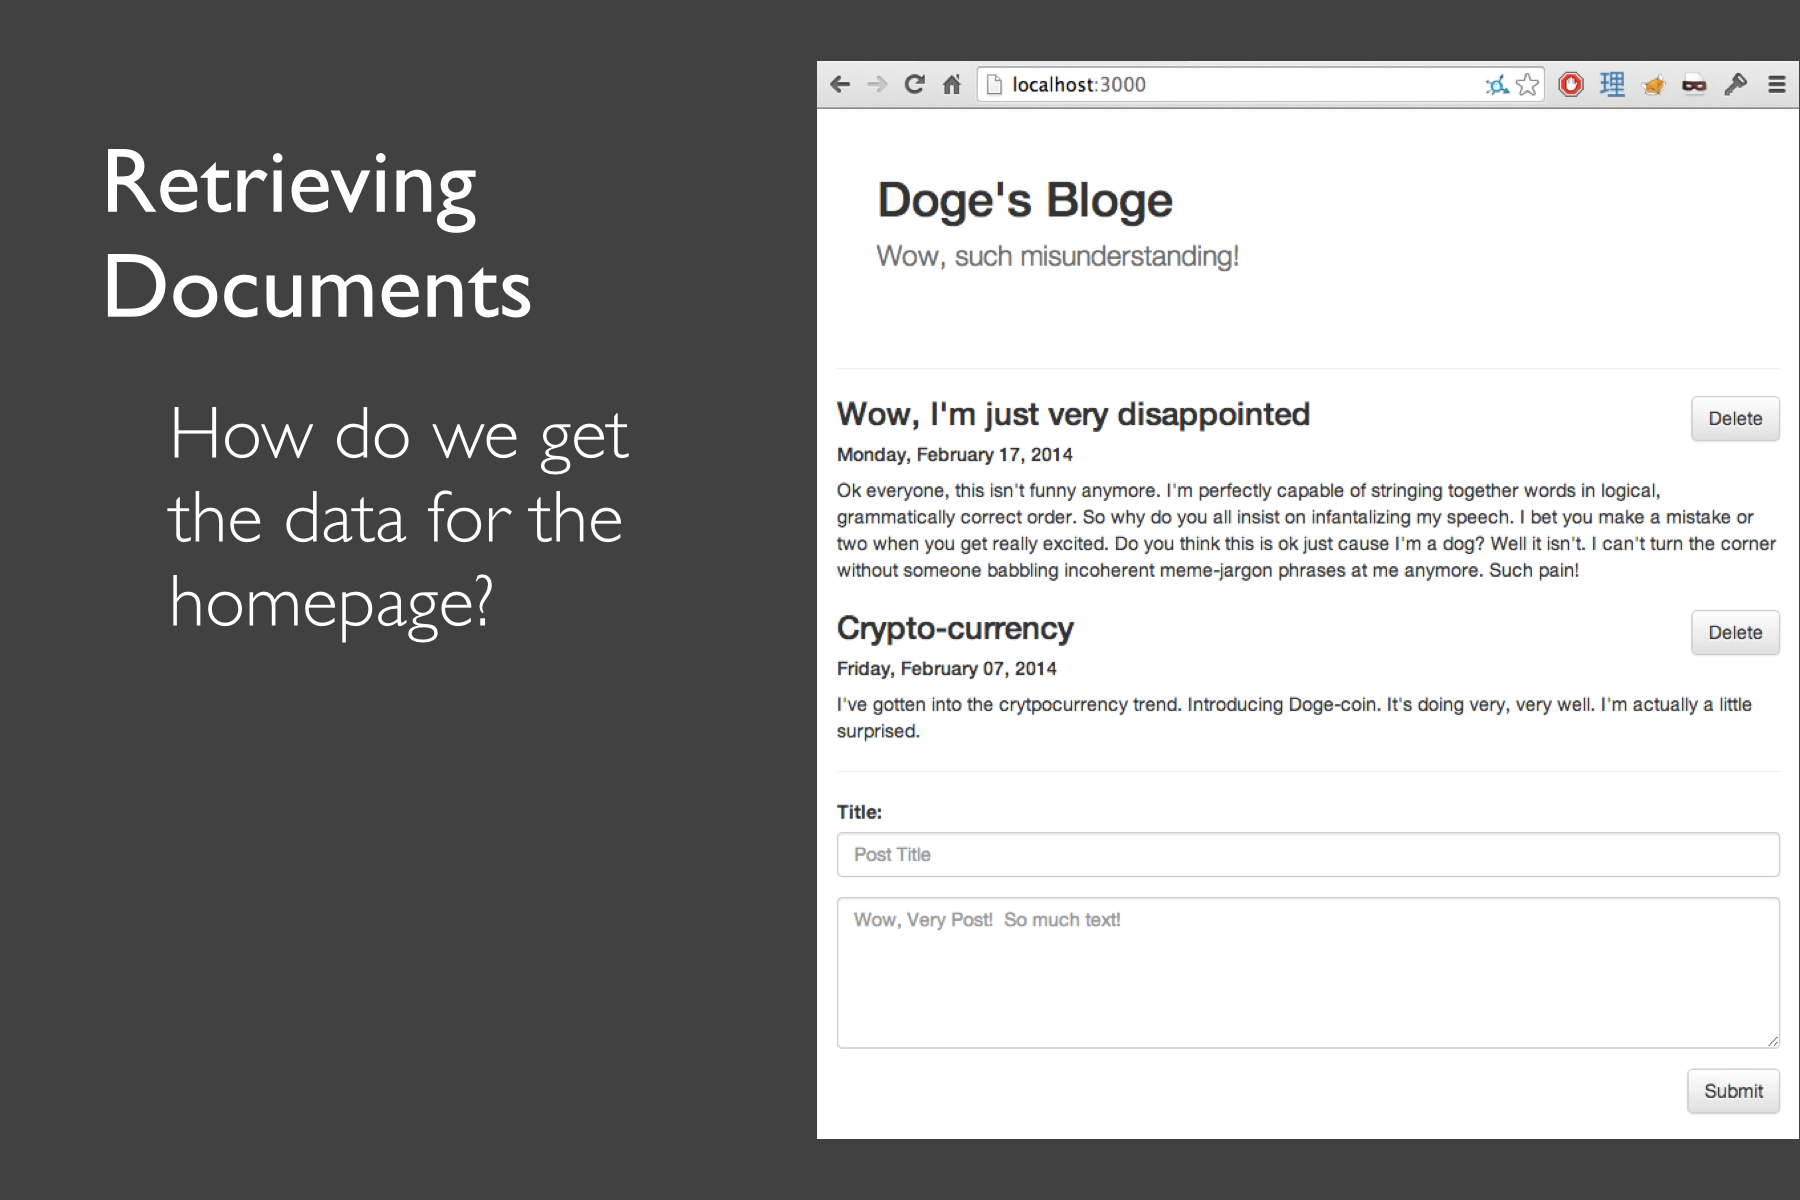 Retrieving
Documents
How do we get
the data for the
homepage?
localhost:3000
理
Doge's Bloge
Wow, such misunderstanding!
Wow, I'm just very disappointed
Delete
Monday, February 17, 2014
Ok everyone, this isn't funny anymore. I'm perfectly capable of stringing together words in logical,
grammatically correct order. So why do you all insist on infantalizing my speech. I bet you make a mistake or
two when you get really excited. Do you think this is ok just cause I'm a dog? Well it isn't. I can't turn the corner
without someone babbling incoherent meme-jargon phrases at me anymore. Such pain!
Crypto-currency
Delete
Friday, February 07, 2014
I've gotten into the crytpocurrency trend. Introducing Doge-coin. It's doing very, very well. I'm actually a little
surprised.
Title:
Post Title
Wow, Very Post!  So much text!
Submit